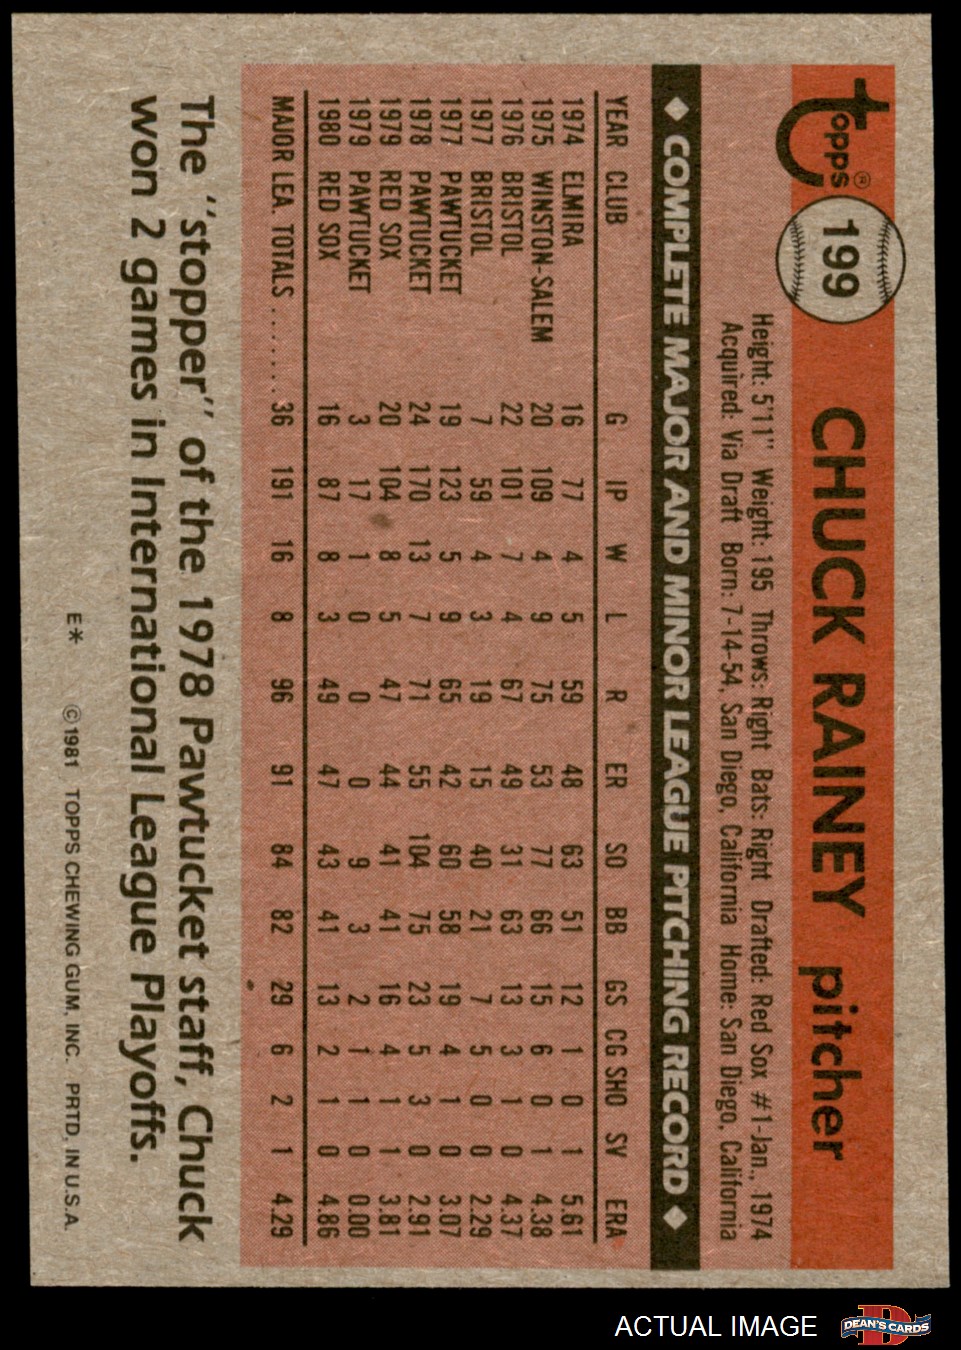 topps® 199 CHUCK RAINEY pitcher
Height: 5'11" Weight: 195 Throws: Right Bats: Right Drafted: Red Sox #1-Jan., 1974
Acquired: Via Draft Born: 7-14-54, San Diego, California Home: San Diego, California
◆ COMPLETE MAJOR AND MINOR LEAGUE PITCHING RECORD ◆
YEAR CLUB G IP W L R ER SO BB GS CG SHO SV ERA
1974 ELMIRA 16 77 4 5 59 48 63 51 12 1 0 1 5.61
1975 WINSTON-SALEM 20 109 4 9 75 53 77 66 15 6 0 1 4.38
1976 BRISTOL 22 101 7 4 67 49 31 63 13 3 1 0 4.37
1977 BRISTOL 7 59 4 3 19 15 40 21 7 5 0 0 2.29
1977 PAWTUCKET 19 123 5 9 65 42 60 58 19 4 1 0 3.07
1978 PAWTUCKET 24 170 13 7 71 55 104 75 23 5 3 0 2.91
1979 RED SOX 20 104 8 5 47 44 41 41 16 4 1 1 3.81
1979 PAWTUCKET 3 17 1 0 0 0 9 3 2 1 1 0 0.00
1980 RED SOX 16 87 8 3 49 47 43 41 13 2 1 0 4.86
MAJOR LEA. TOTALS ....... 36 191 16 8 96 91 84 82 29 6 2 1 4.29
The "stopper" of the 1978 Pawtucket staff, Chuck
won 2 games in International League Playoffs.
E* ©1981 TOPPS CHEWING GUM, INC. PRTD. IN U.S.A.
ACTUAL IMAGE D DEAN'S CARDS